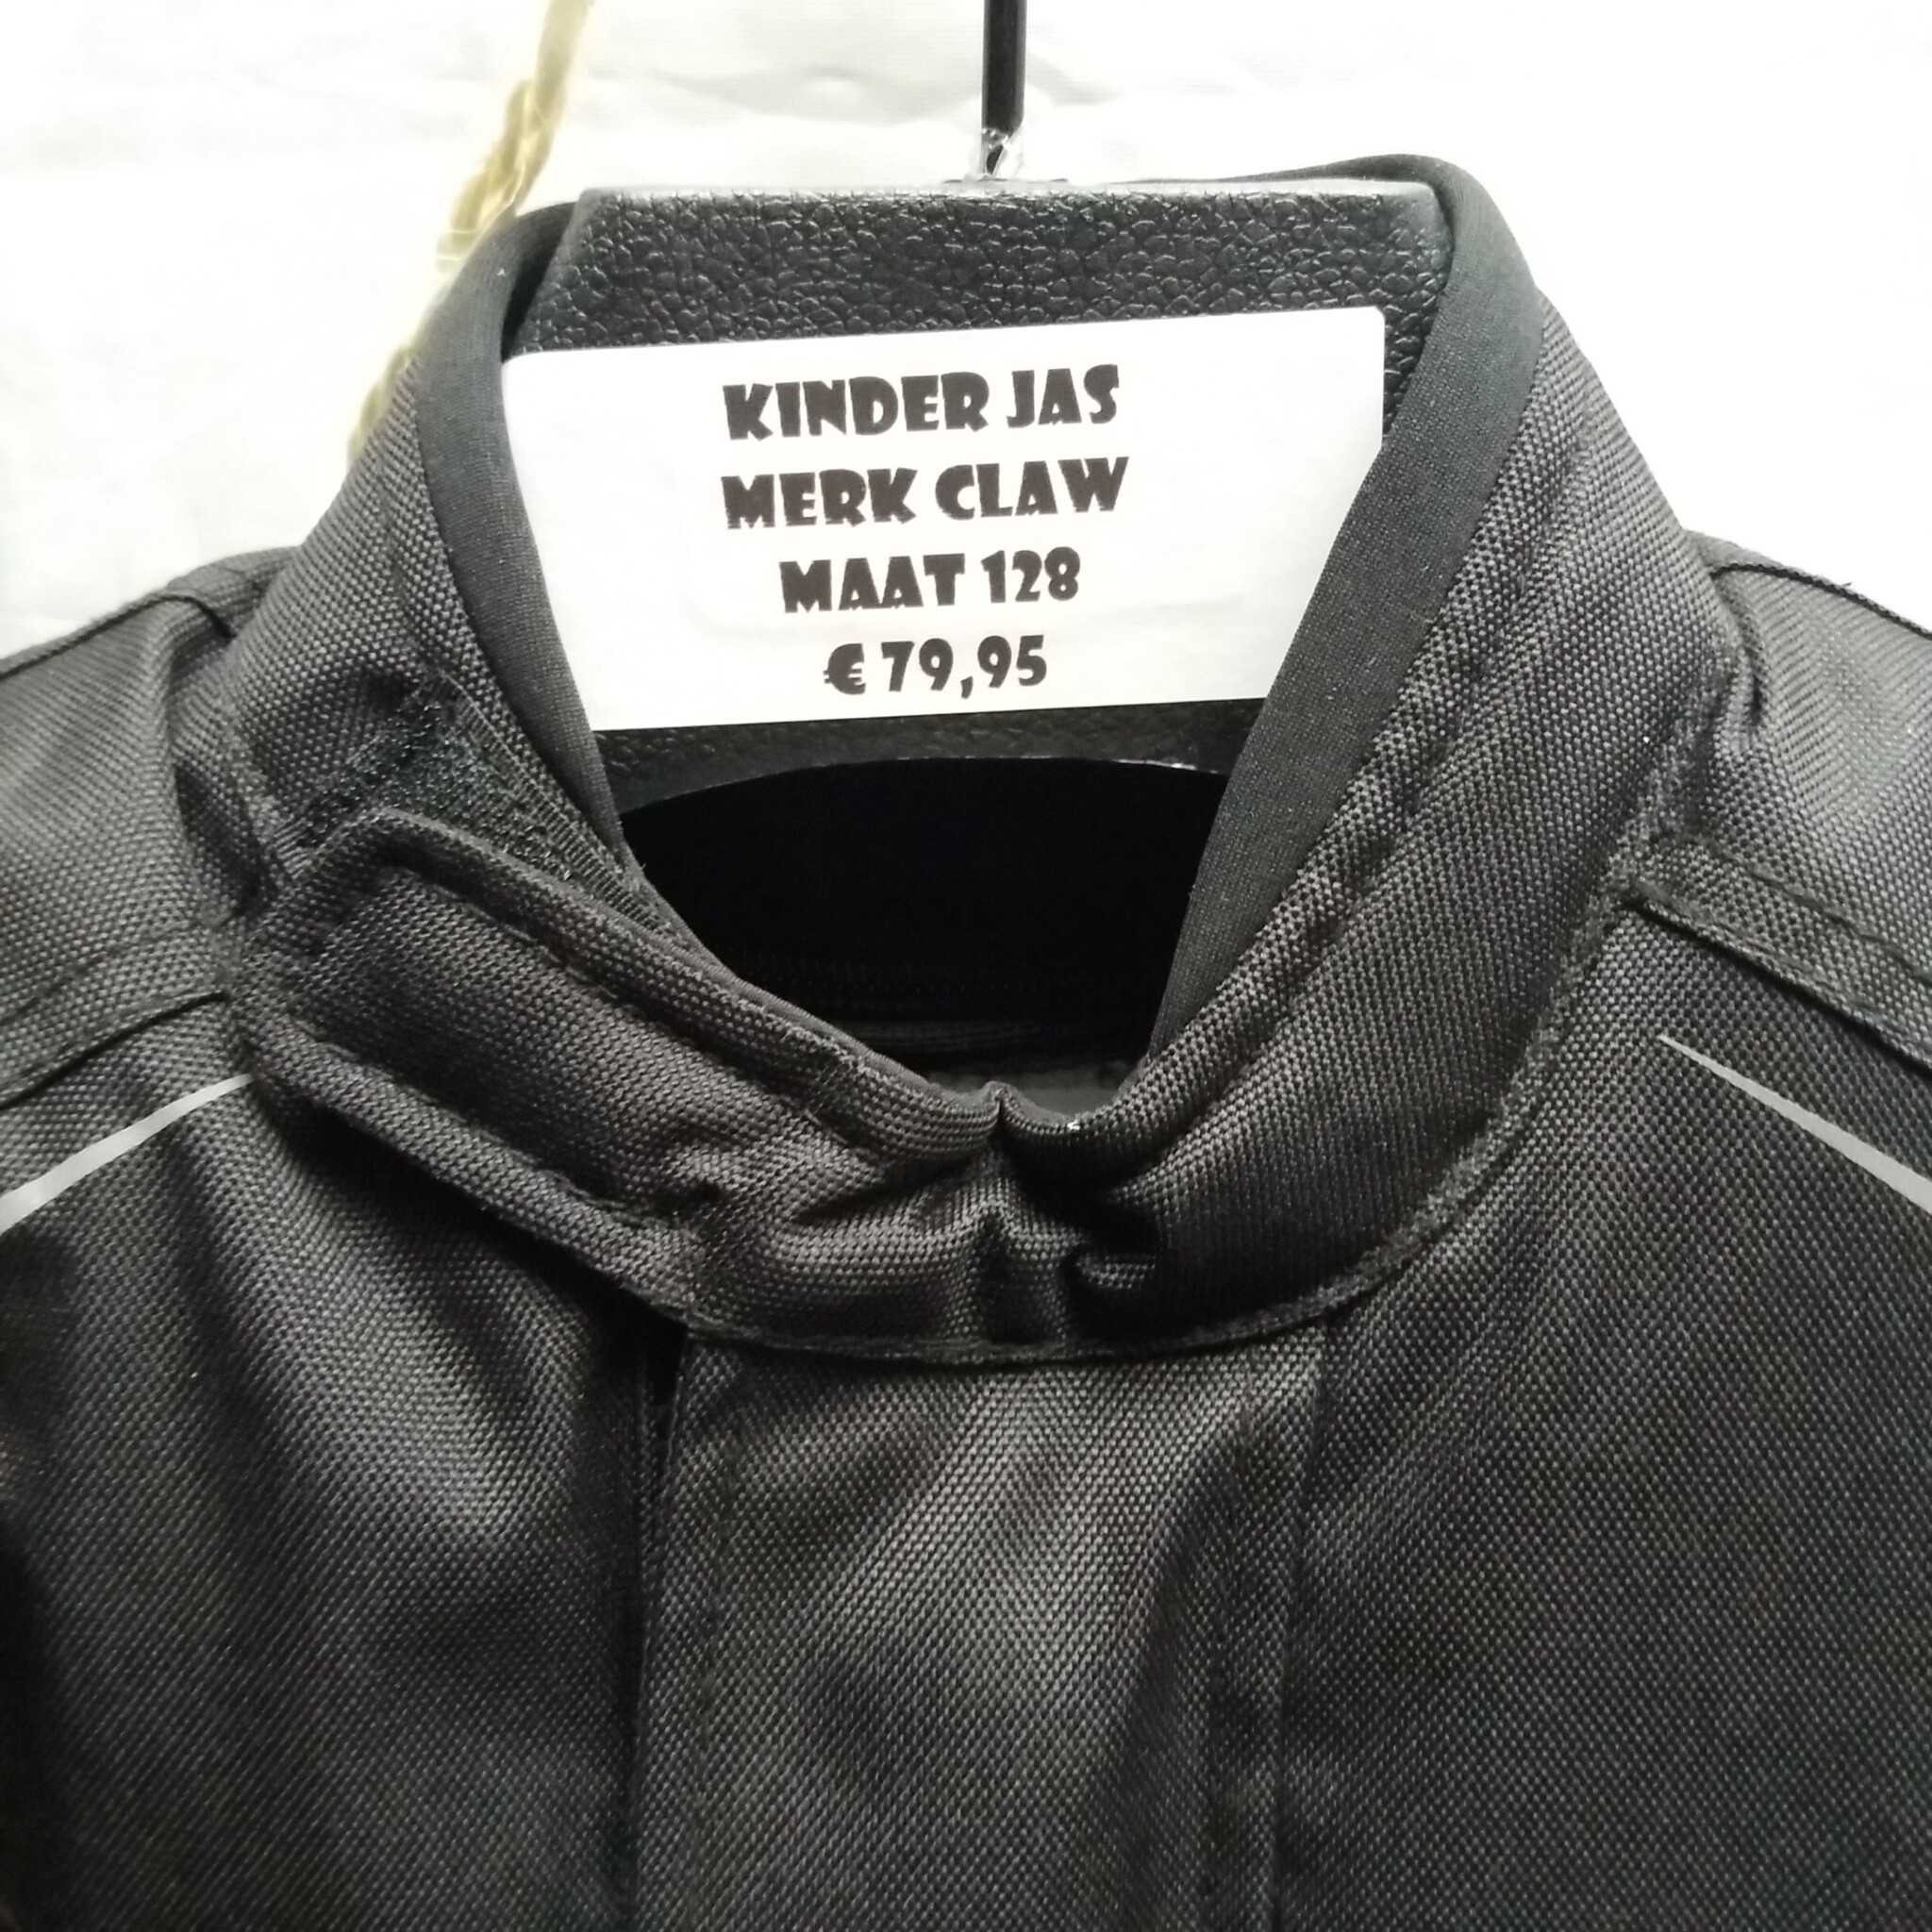 KINDER JAS
MERK CLAW
MAAT 128
€ 79,95